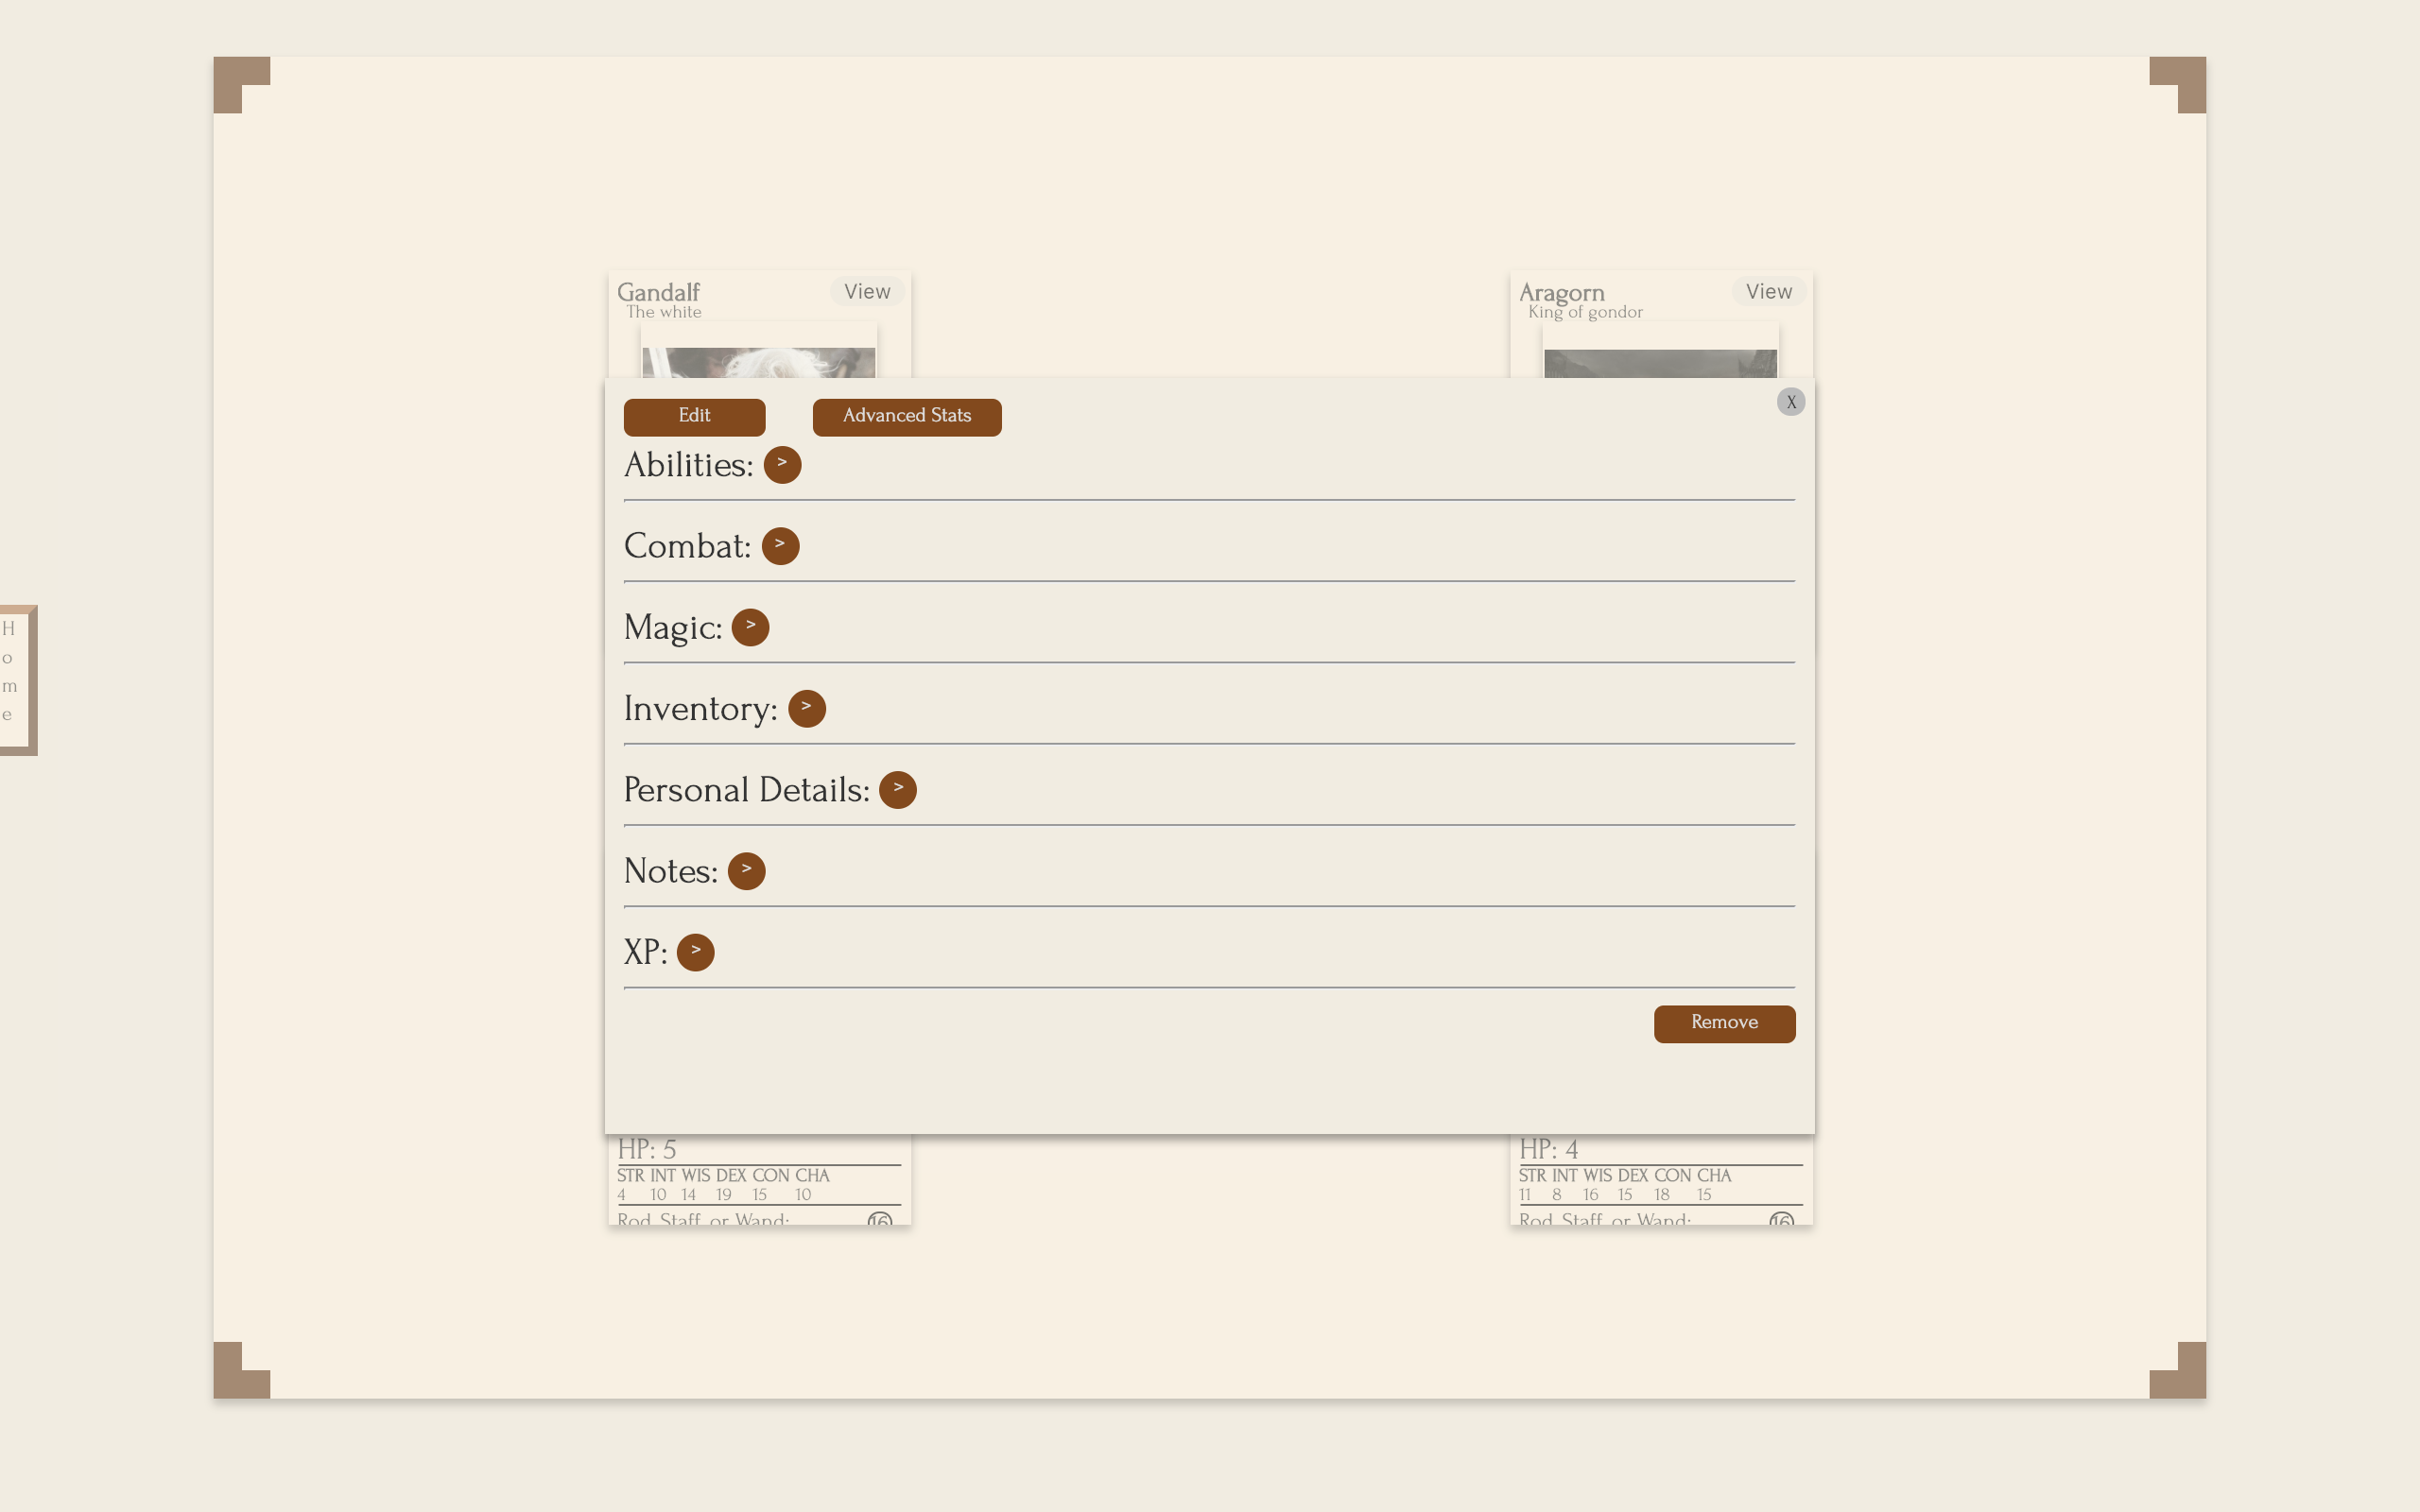 Gandalf View
The white
Aragorn View
King of gondor
X
Edit Advanced Stats
Abilities: >
Combat: >
Magic: >
Inventory: >
Personal Details: >
Notes: >
XP: >
Remove
H
o
m
e
HP: 5
STR INT WIS DEX CON CHA
4 10 14 19 15 10
Rod, Staff, or Wand: 16
HP: 4
STR INT WIS DEX CON CHA
11 8 16 15 18 15
Rod, Staff, or Wand: 16